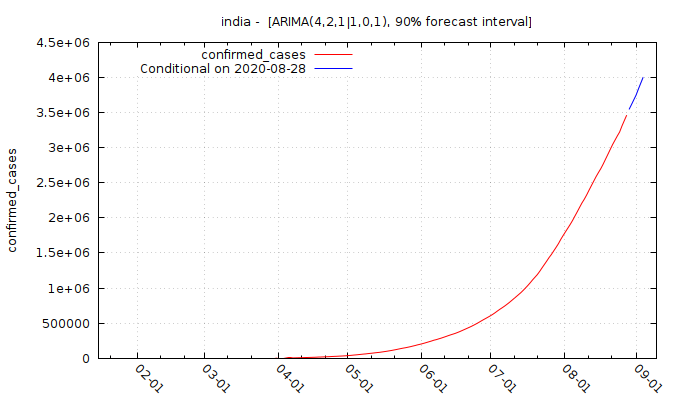 india -  [ARIMA(4,2,1|1,0,1), 90% forecast interval]
confirmed_cases
Conditional on 2020-08-28
4.5e+06
4e+06
3.5e+06
3e+06
2.5e+06
2e+06
1.5e+06
1e+06
500000
0
confirmed_cases
02-01
03-01
04-01
05-01
06-01
07-01
08-01
09-01